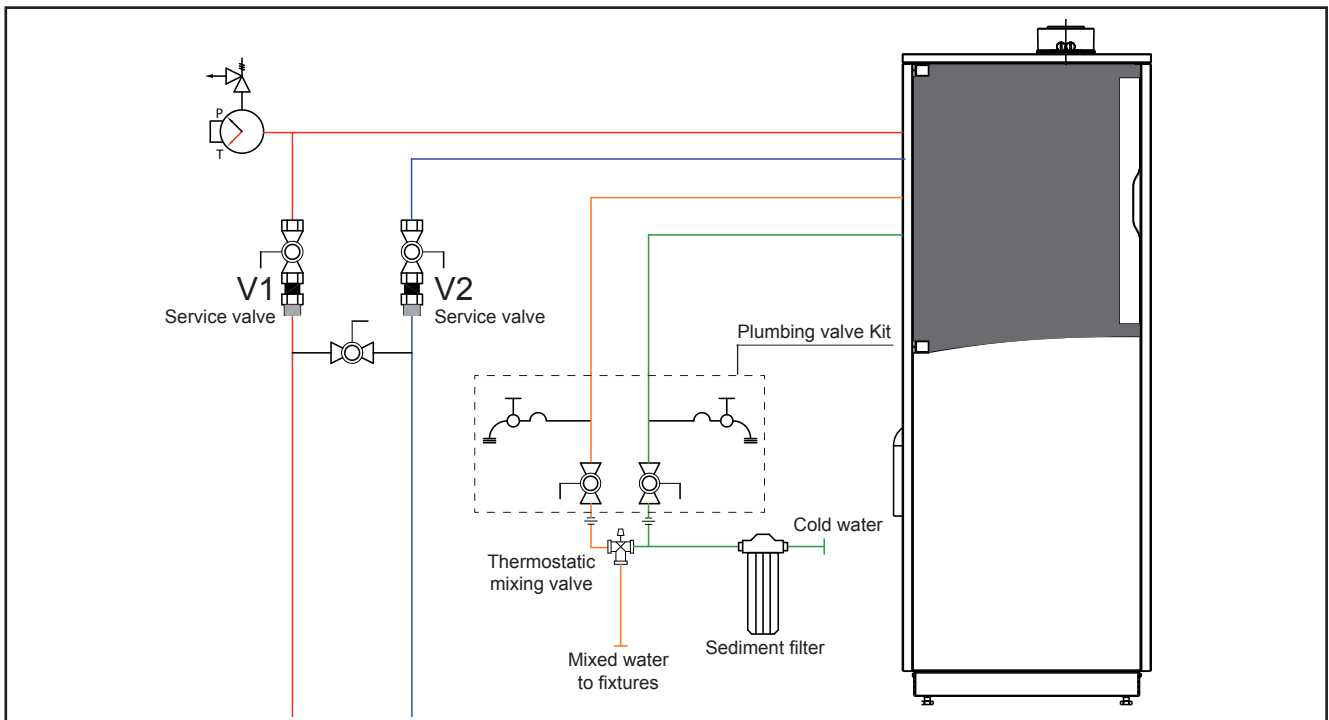 P
T
V1
Service valve
V2
Service valve
Plumbing valve Kit
Cold water
Thermostatic
mixing valve
Sediment filter
Mixed water
to fixtures